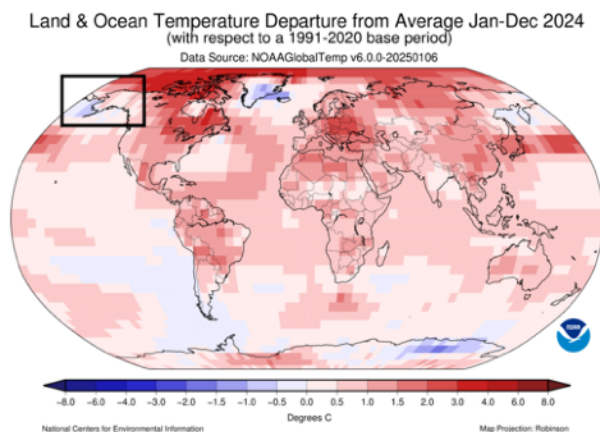 Land & Ocean Temperature Departure from Average Jan-Dec 2024
(with respect to a 1991-2020 base period)
Data Source: NOAAGlobalTemp v6.0.0-20250106
NOAA
-8.0 -6.0 -4.0 -3.0 -2.0 -1.5 -1.0 -0.5 0.0 0.5 1.0 1.5 2.0 3.0 4.0 6.0 8.0
Degrees C
National Centers for Environmental Information
Map Projection: Robinson